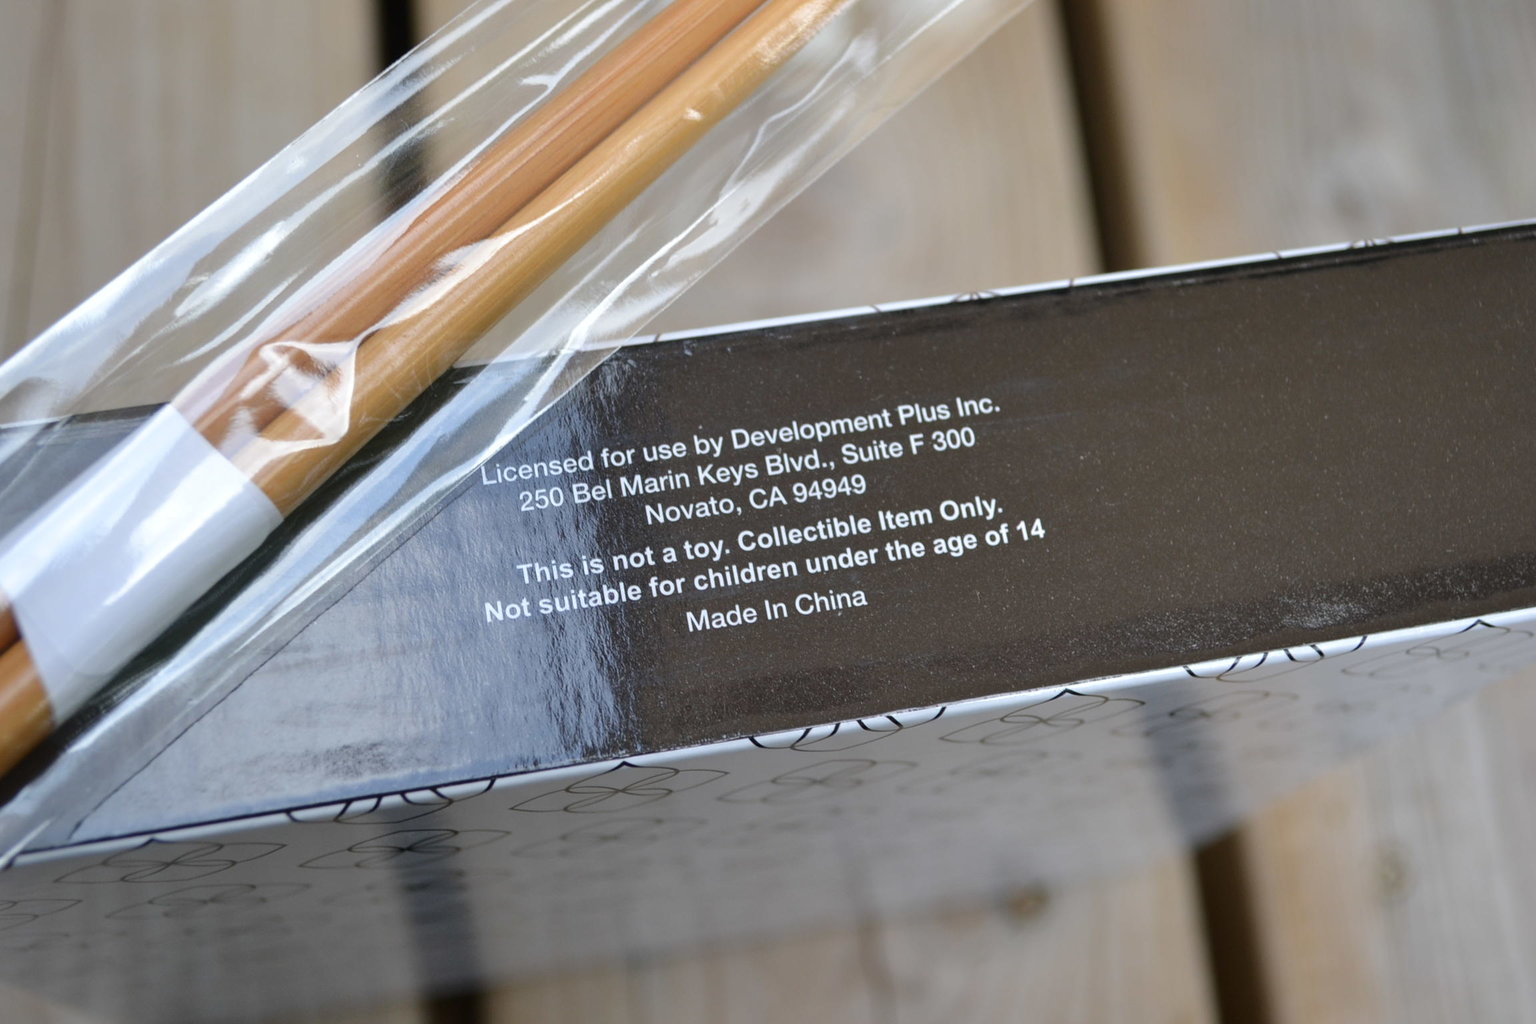 Licensed for use by Development Plus Inc.
250 Bel Marin Keys Blvd., Suite F 300
Novato, CA 94949
This is not a toy. Collectible Item Only.
Not suitable for children under the age of 14
Made In China